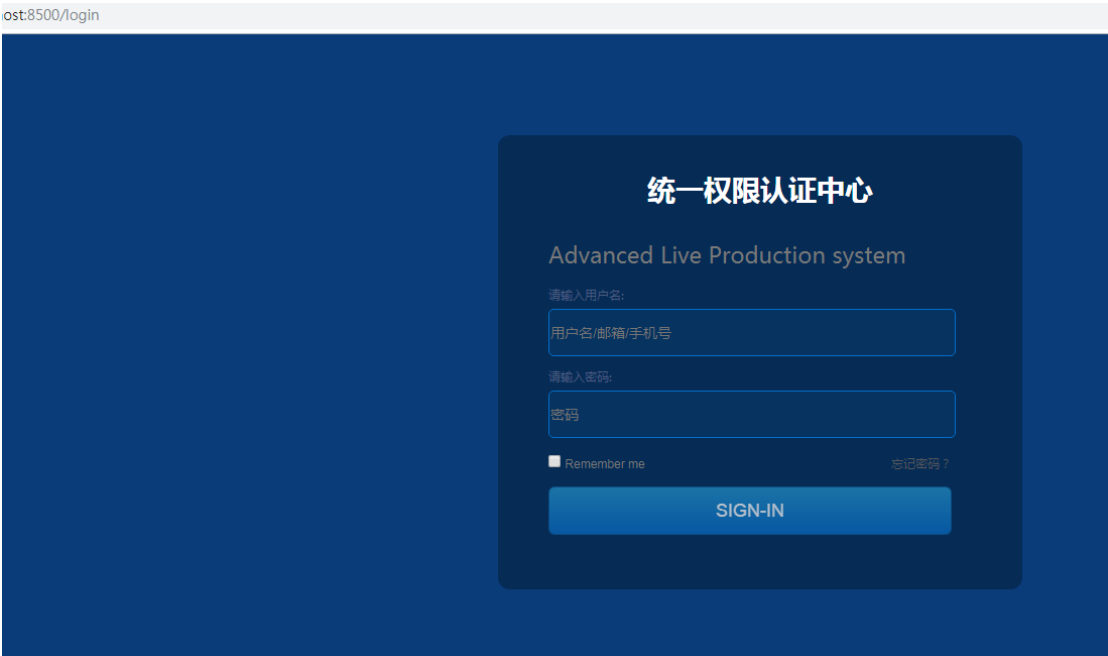 ost:8500/login
统一权限认证中心
Advanced Live Production system
请输入用户名:
用户名/邮箱/手机号
请输入密码:
密码
Remember me 忘记密码？
SIGN-IN